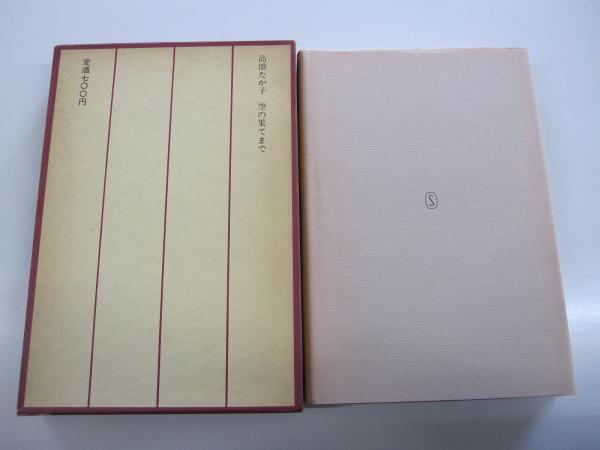 高橋たか子　空の果てまで
定価七〇〇円
S